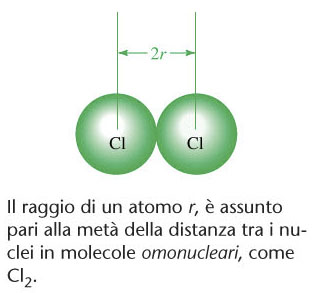 2r
Cl Cl
Il raggio di un atomo r, è assunto
pari alla metà della distanza tra i nu-
clei in molecole omonucleari, come
Cl₂.